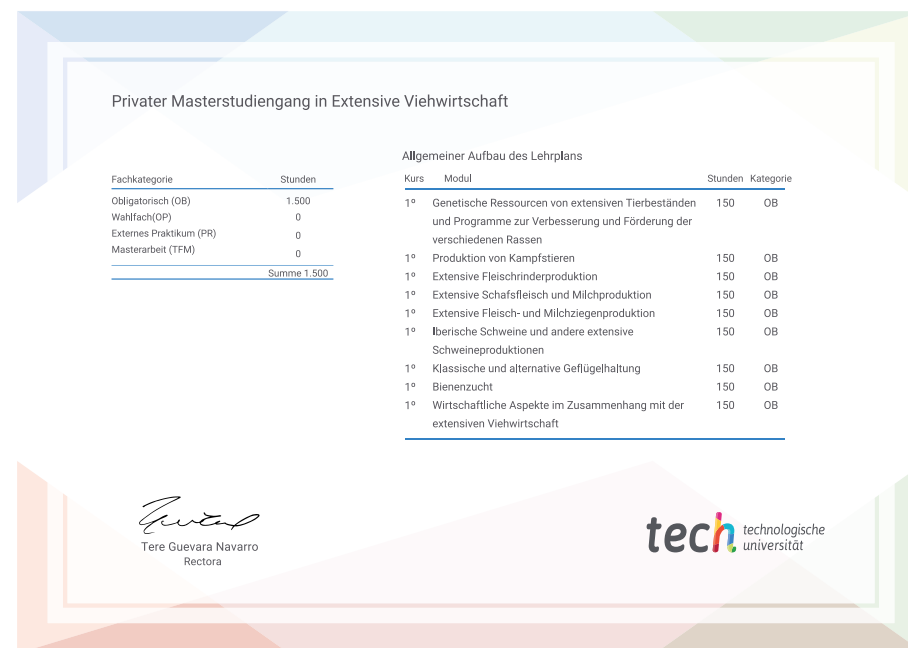 Privater Masterstudiengang in Extensive Viehwirtschaft
Fachkategorie Stunden
Obligatorisch (OB) 1.500
Wahlfach(OP) 0
Externes Praktikum (PR) 0
Masterarbeit (TFM) 0
Summe 1.500
Allgemeiner Aufbau des Lehrplans
Kurs Modul Stunden Kategorie
1º Genetische Ressourcen von extensiven Tierbeständen 150 OB
und Programme zur Verbesserung und Förderung der
verschiedenen Rassen
1º Produktion von Kampfstieren 150 OB
1º Extensive Fleischrinderproduktion 150 OB
1º Extensive Schafsfleisch und Milchproduktion 150 OB
1º Extensive Fleisch- und Milchziegenproduktion 150 OB
1º Iberische Schweine und andere extensive 150 OB
Schweineproduktionen
1º Klassische und alternative Geflügelhaltung 150 OB
1º Bienenzucht 150 OB
1º Wirtschaftliche Aspekte im Zusammenhang mit der 150 OB
extensiven Viehwirtschaft
Tere Guevara Navarro
Rectora
tech technologische
universität